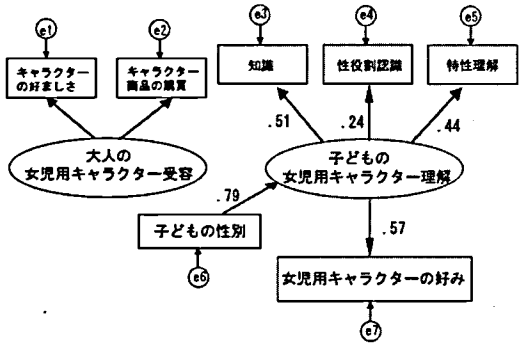 e1
e2
e3
e4
e5
キャラクター
の好ましさ
キャラクター
商品の購買
知識
性役割認識
特性理解
.51
.24
.44
大人の
女児用キャラクター受容
子どもの
女児用キャラクター理解
.79
子どもの性別
.57
e6
女児用キャラクターの好み
e7